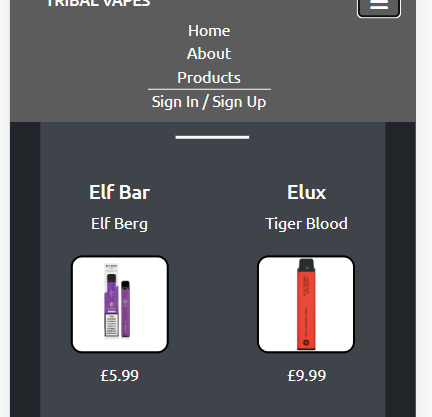 TRIBAL VAPES
Home
About
Products
Sign In / Sign Up
Elf Bar
Elux
Elf Berg
Tiger Blood
£5.99
£9.99